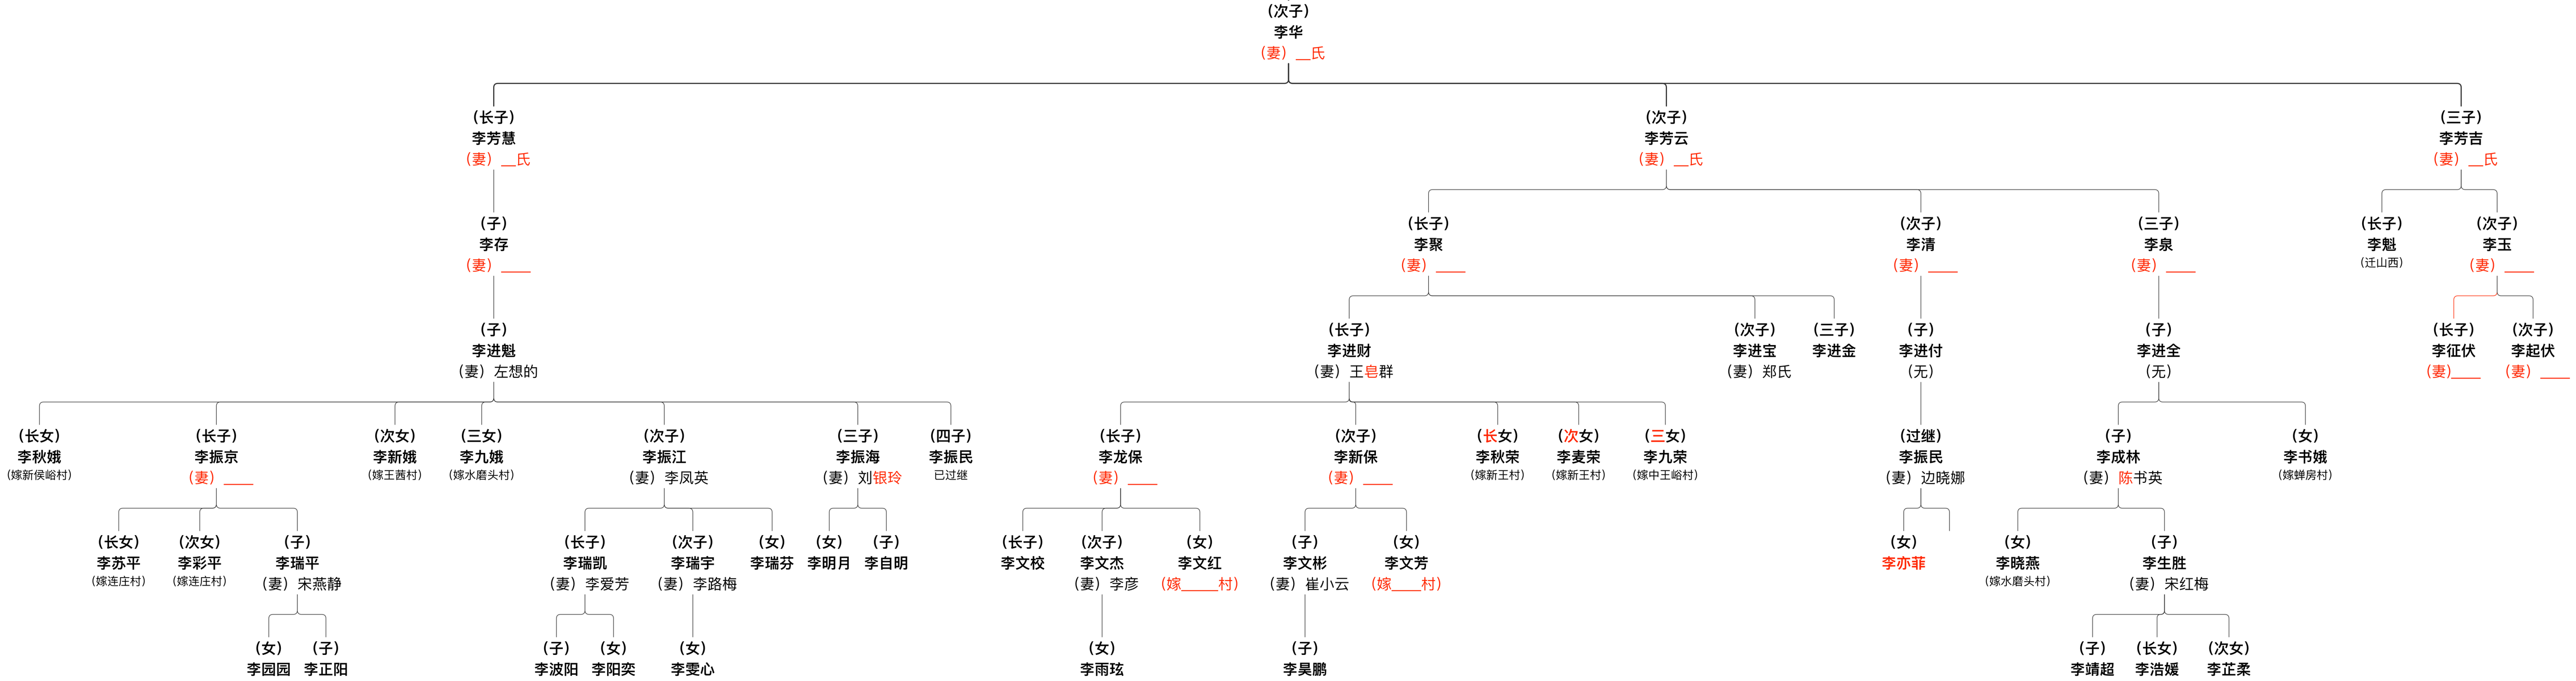 （次子）
李华
（妻）__氏
（长子）
李芳慧
（妻）__氏
（次子）
李芳云
（妻）__氏
（三子）
李芳吉
（妻）__氏
（子）
李存
（妻）____
（长子）
李聚
（妻）____
（次子）
李清
（妻）____
（三子）
李泉
（妻）____
（长子）
李魁
（迁山西）
（次子）
李玉
（妻）____
（子）
李进魁
（妻）左想的
（长子）
李进财
（妻）王皂群
（次子）
李进宝
（妻）郑氏
（三子）
李进金
（子）
李进付
（无）
（子）
李进全
（无）
（长子）
李征伏
（妻)____
（次子）
李起伏
（妻）____
（长女）
李秋娥
（嫁新侯峪村）
（长子）
李振京
（妻）____
（次女）
李新娥
（嫁王茜村）
（三女）
李九娥
（嫁水磨头村）
（次子）
李振江
（妻）李凤英
（三子）
李振海
（妻）刘银玲
（四子）
李振民
已过继
（长子）
李龙保
（妻）____
（次子）
李新保
（妻）____
（长女）
李秋荣
（嫁新王村）
（次女）
李麦荣
（嫁新王村）
（三女）
李九荣
（嫁中王峪村）
（过继）
李振民
（妻）边晓娜
（子）
李成林
（妻）陈书英
（女）
李书娥
（嫁蝉房村）
（长女）
李苏平
（嫁连庄村）
（次女）
李彩平
（嫁连庄村）
（子）
李瑞平
（妻）宋燕静
（长子）
李瑞凯
（妻）李爱芳
（次子）
李瑞宇
（妻）李路梅
（女）
李瑞芬
（女）
李明月
（子）
李自明
（长子）
李文校
（次子）
李文杰
（妻）李彦
（女）
李文红
（嫁_____村）
（子）
李文彬
（妻）崔小云
（女）
李文芳
（嫁____村）
（女）
李亦菲
（女）
李晓燕
（嫁水磨头村）
（子）
李生胜
（妻）宋红梅
（女）
李园园
（子）
李正阳
（子）
李波阳
（女）
李阳奕
（女）
李雯心
（女）
李雨玹
（子）
李昊鹏
（子）
李靖超
（长女）
李浩媛
（次女）
李芷柔